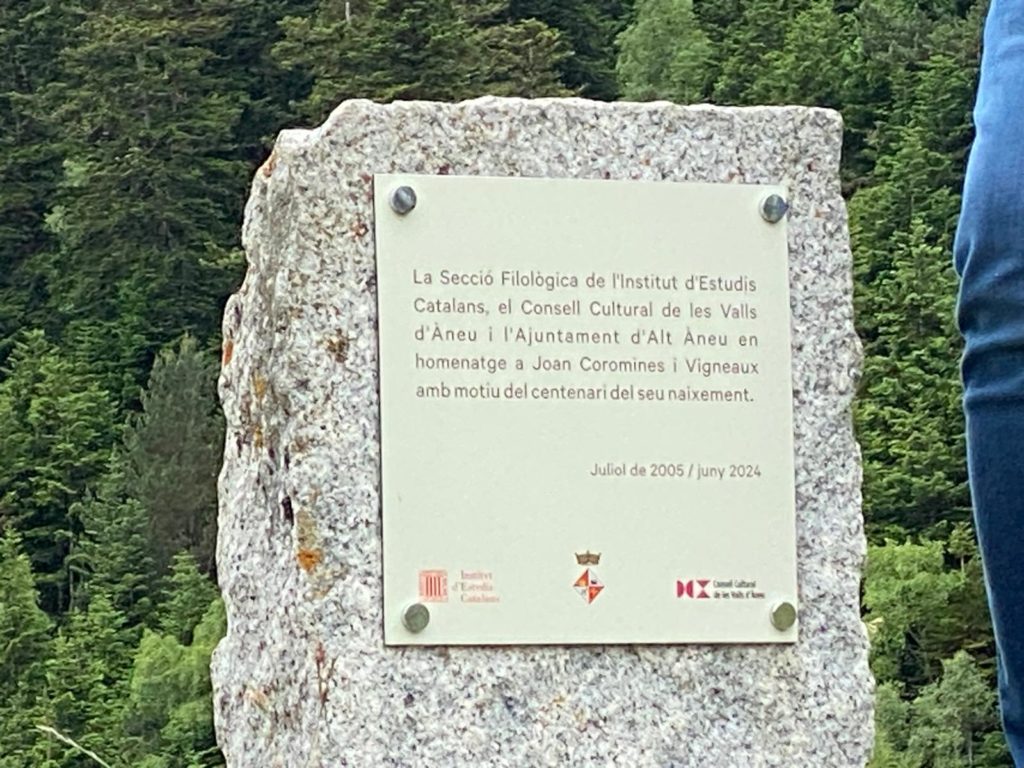 La Secció Filològica de l'Institut d'Estudis
Catalans, el Consell Cultural de les Valls
d'Àneu i l'Ajuntament d'Alt Àneu en
homenatge a Joan Coromines i Vigneaux
amb motiu del centenari del seu naixement.
Juliol de 2005 / juny 2024
Institut
d'Estudis
Catalans
Consell Cultural
de les Valls d'Àneu